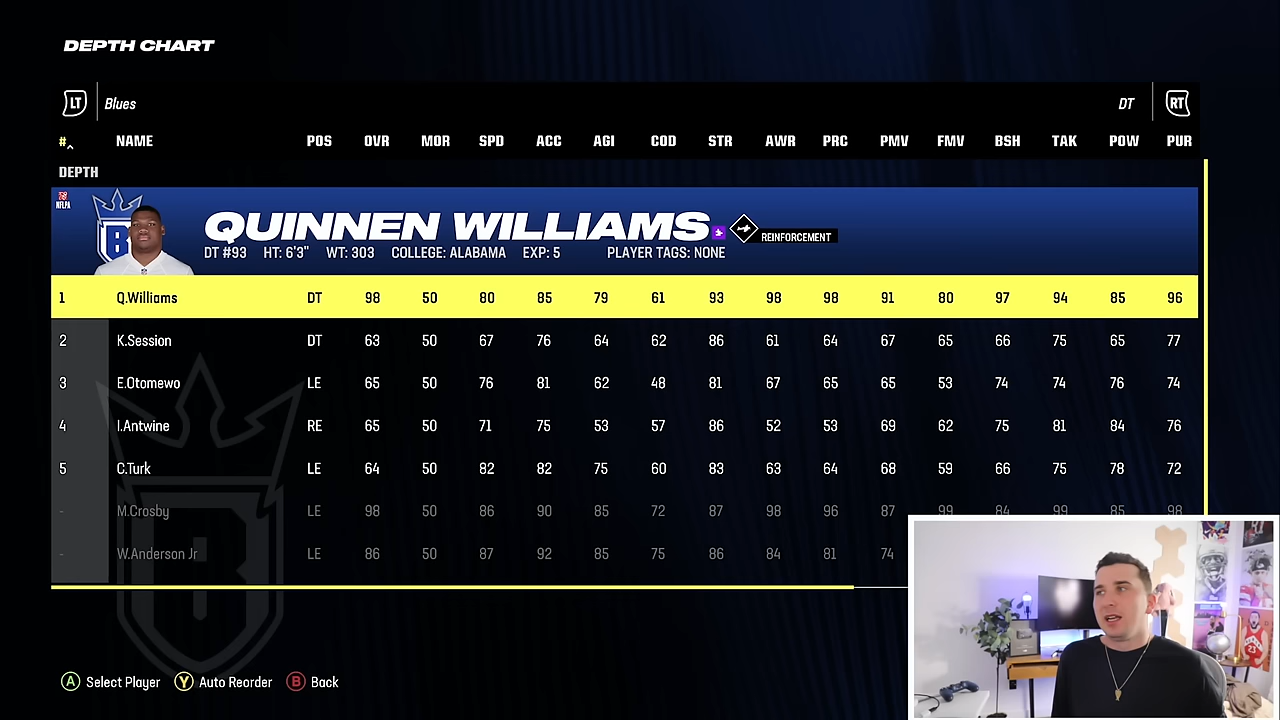 DEPTH CHART
LT Blues DT RT
# NAME POS OVR MOR SPD ACC AGI COD STR AWR PRC PMV FMV BSH TAK POW PUR
DEPTH
NFLPA
B
QUINNEN WILLIAMS REINFORCEMENT
DT #93 HT: 6'3" WT: 303 COLLEGE: ALABAMA EXP: 5 PLAYER TAGS: NONE
1 Q.Williams DT 98 50 80 85 79 61 93 98 98 91 80 97 94 85 96
2 K.Session DT 63 50 67 76 64 62 86 61 64 67 65 66 75 65 77
3 E.Otomewo LE 65 50 76 81 62 48 81 67 65 65 53 74 74 76 74
4 I.Antwine RE 65 50 71 75 53 57 86 52 53 69 62 75 81 84 76
5 C.Turk LE 64 50 82 82 75 60 83 63 64 68 59 66 75 78 72
- M.Crosby LE 98 50 86 90 85 72 87 98 96 87 99 84 99 85 98
- W.Anderson Jr LE 86 50 87 92 85 75 86 84 81 74
B
A Select Player Y Auto Reorder B Back
23